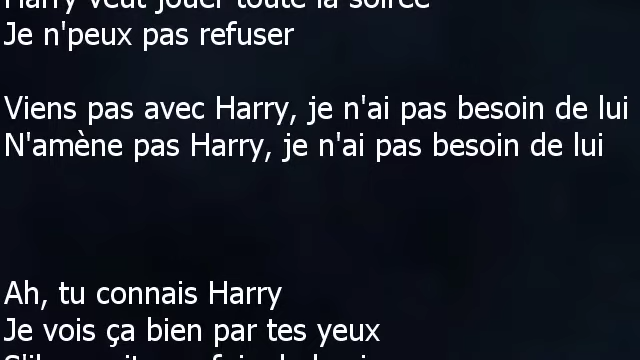 Harry veut jouer toute la soirée
Je n'peux pas refuser
Viens pas avec Harry, je n'ai pas besoin de lui
N'amène pas Harry, je n'ai pas besoin de lui
Ah, tu connais Harry
Je vois ça bien par tes yeux